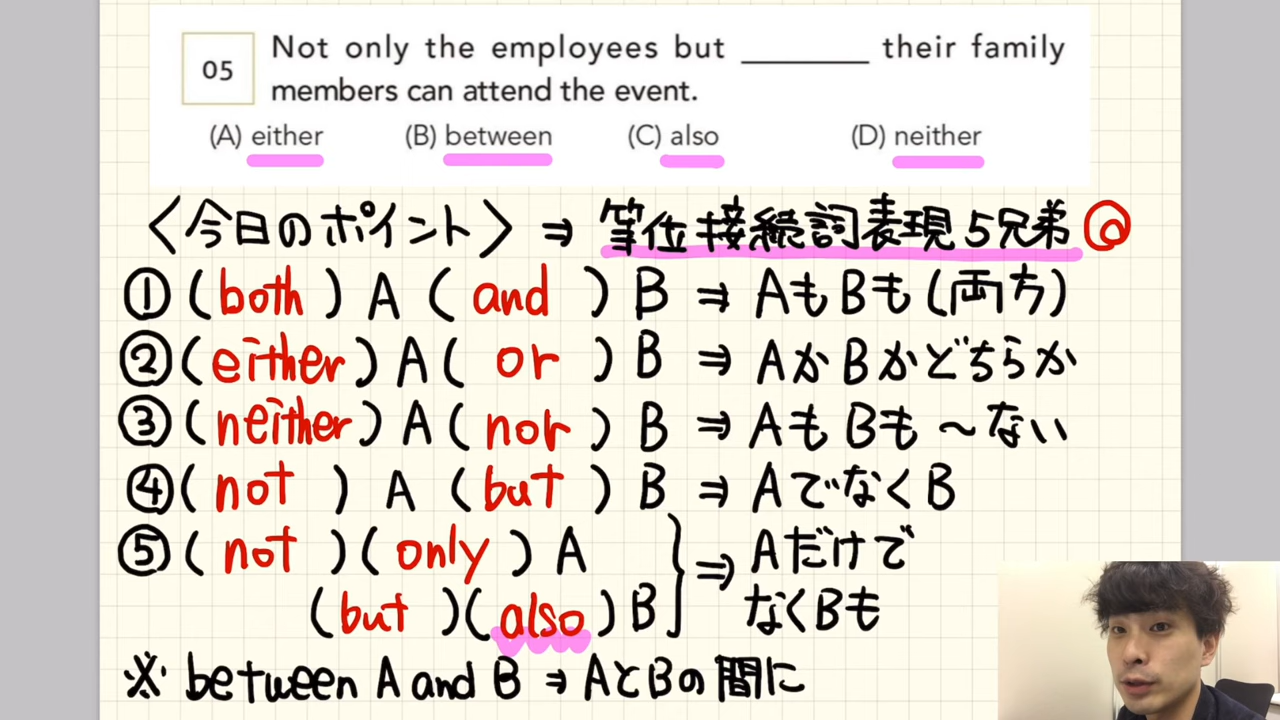 05 Not only the employees but ________ their family
members can attend the event.
(A) either (B) between (C) also (D) neither
〈今日のポイント〉⇒ 等位接続詞表現5兄弟
①(both) A (and) B ⇒ AもBも(両方)
②(either) A (or) B ⇒ AかBかどちらか
③(neither) A (nor) B ⇒ AもBも〜ない
④(not) A (but) B ⇒ AでなくB
⑤(not)(only) A ⇒ Aだけで
(but)(also) B なくBも
※ between A and B ⇒ AとBの間に